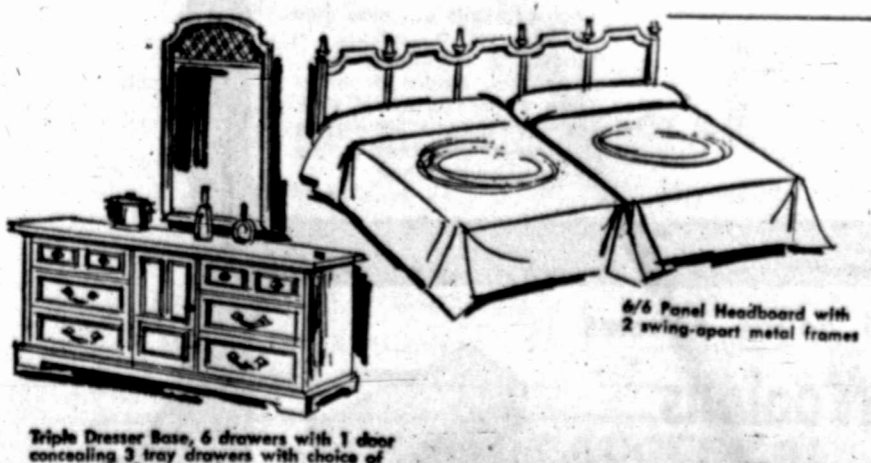 6/6 Panel Headboard with
2 swing-apart metal frames
Triple Dresser Base, 6 drawers with 1 door
concealing 3 tray drawers with choice of